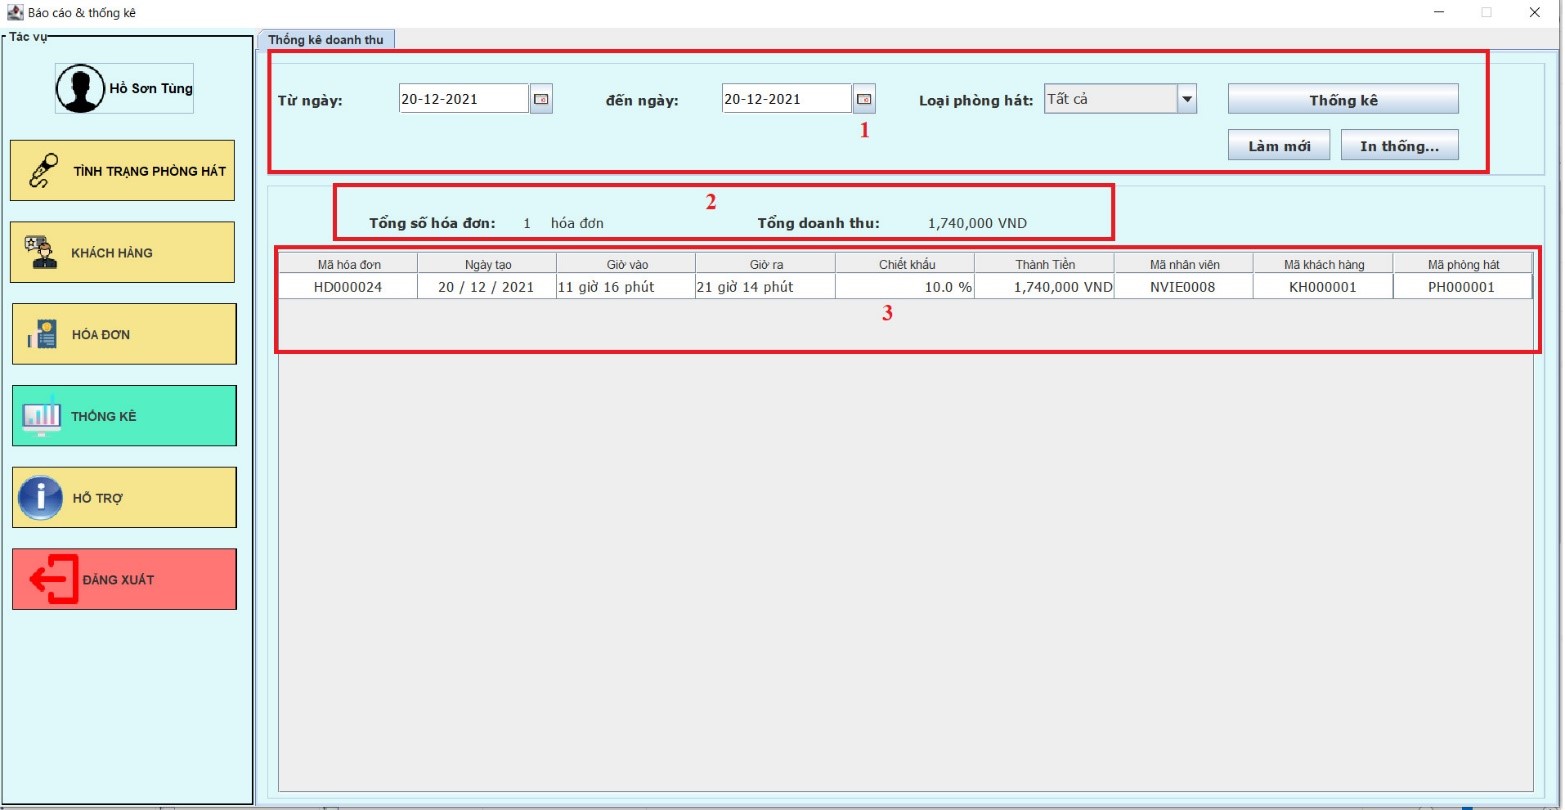 Báo cáo & thống kê
Tác vụ
Hồ Sơn Tùng
TÌNH TRẠNG PHÒNG HÁT
KHÁCH HÀNG
HÓA ĐƠN
THỐNG KÊ
HỖ TRỢ
ĐĂNG XUẤT
Thống kê doanh thu
Từ ngày: 20-12-2021 đến ngày: 20-12-2021 Loại phòng hát: Tất cả Thống kê
1
Làm mới In thống...
2
Tổng số hóa đơn: 1 hóa đơn Tổng doanh thu: 1,740,000 VND
Mã hóa đơn Ngày tạo Giờ vào Giờ ra Chiết khấu Thành Tiền Mã nhân viên Mã khách hàng Mã phòng hát
HD000024 20 / 12 / 2021 11 giờ 16 phút 21 giờ 14 phút 10.0 % 1,740,000 VND NVIE0008 KH000001 PH000001
3